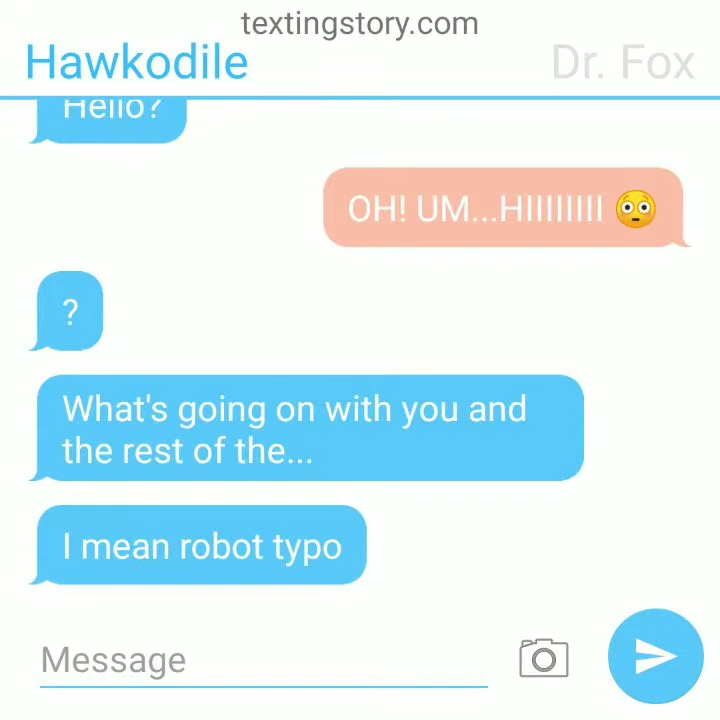 textingstory.com
Hawkodile
Dr. Fox
Hello?
OH! UM...HIIIIIIII 😳
?
What's going on with you and
the rest of the...
I mean robot typo
Message